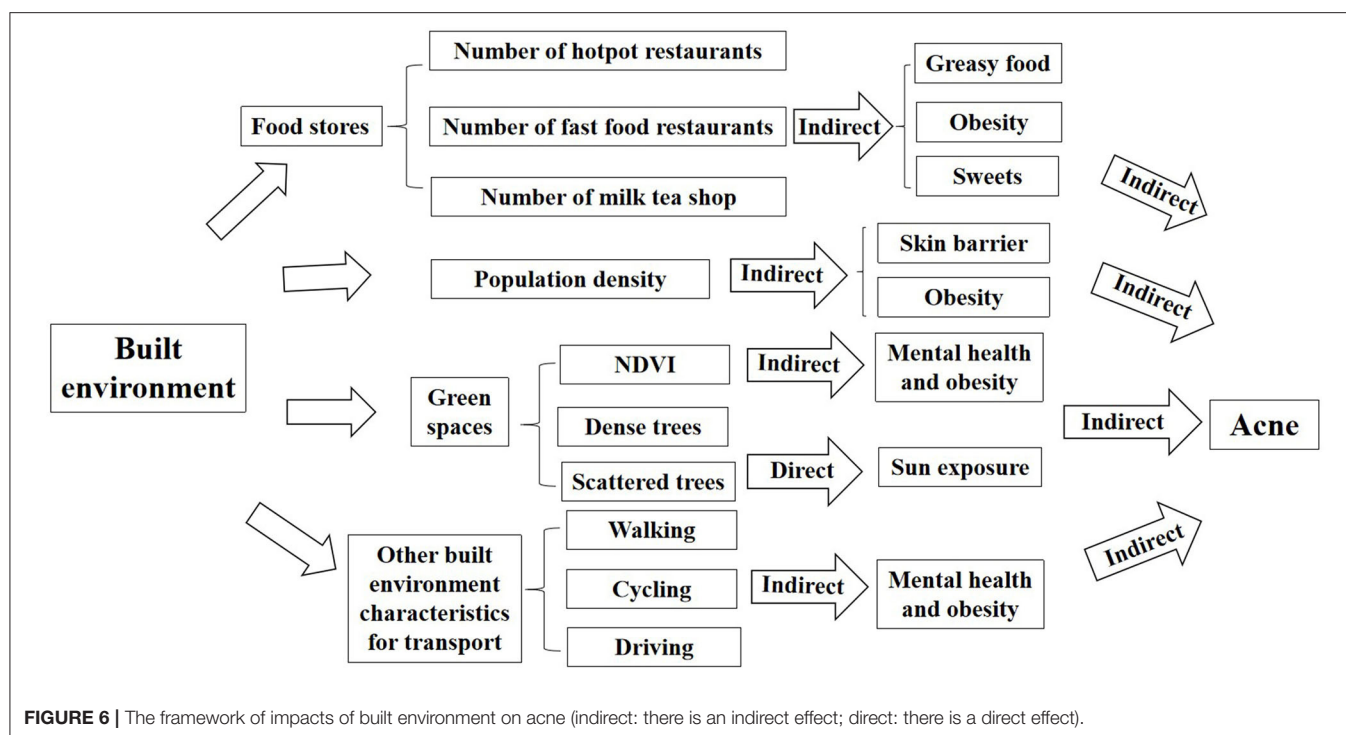 Number of hotpot restaurants
Food stores
Number of fast food restaurants
Number of milk tea shop
Indirect
Greasy food
Obesity
Sweets
Indirect
Population density
Indirect
Skin barrier
Obesity
Indirect
Built
environment
Green
spaces
NDVI
Dense trees
Scattered trees
Indirect
Mental health
and obesity
Direct
Sun exposure
Indirect
Acne
Other built
environment
characteristics
for transport
Walking
Cycling
Driving
Indirect
Mental health
and obesity
Indirect
FIGURE 6 | The framework of impacts of built environment on acne (indirect: there is an indirect effect; direct: there is a direct effect).